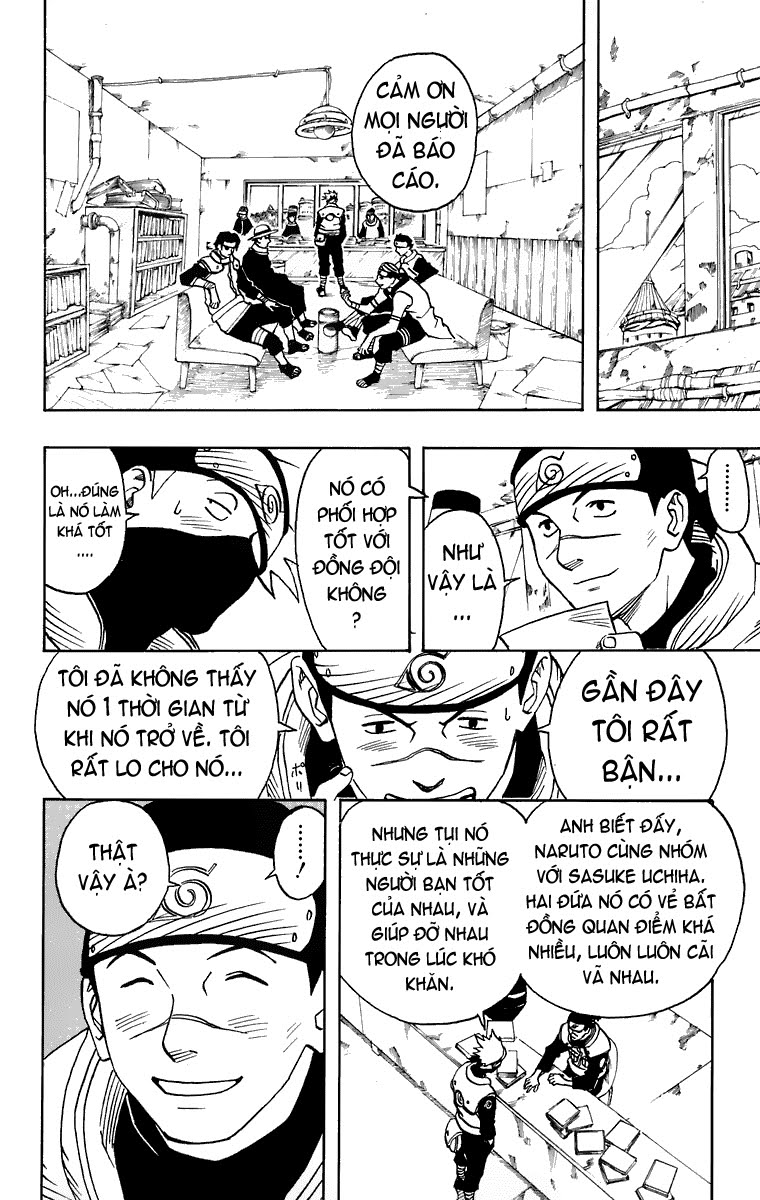 CẢM ƠN
MỌI NGƯỜI
ĐÃ BÁO
CÁO.
......
NHƯ
VẬY LÀ
...
NÓ CÓ
PHỐI HỢP
TỐT VỚI
ĐỒNG ĐỘI
KHÔNG
?
OH...ĐÚNG
LÀ NÓ LÀM
KHÁ TỐT
....
GẦN ĐÂY
TÔI RẤT
BẬN...
TÔI ĐÃ KHÔNG THẤY
NÓ 1 THỜI GIAN TỪ
KHI NÓ TRỞ VỀ. TÔI
RẤT LO CHO NÓ...
ポリ
ANH BIẾT ĐẤY,
NARUTO CÙNG NHÓM
VỚI SASUKE UCHIHA.
HAI ĐỨA NÓ CÓ VẺ BẤT
ĐỒNG QUAN ĐIỂM KHÁ
NHIỀU, LUÔN LUÔN CÃI
VÃ NHAU.
NHƯNG TỤI NÓ
THỰC SỰ LÀ NHỮNG
NGƯỜI BẠN TỐT
CỦA NHAU, VÀ
GIÚP ĐỠ NHAU
TRONG LÚC KHÓ
KHĂN.
...!
THẬT
VẬY À?